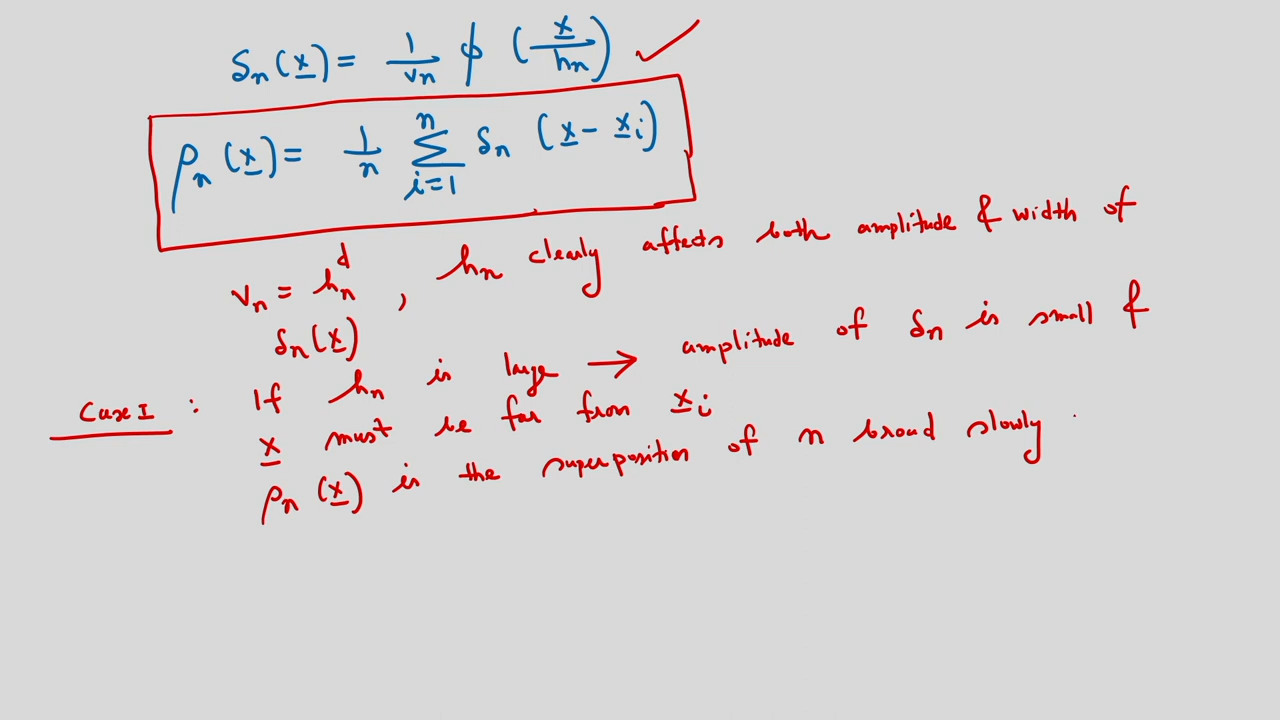 δn(x) = 1/vn ϕ (x/hn) ✓
pn(x) = 1/n Σ_{i=1}^{n} δn (x - xi)
vn = hn^d , hn clearly affects both amplitude & width of
δn(x)
Case I : If hn is large → amplitude of δn is small &
x must be far from xi
pn(x) is the superposition of n broad slowly